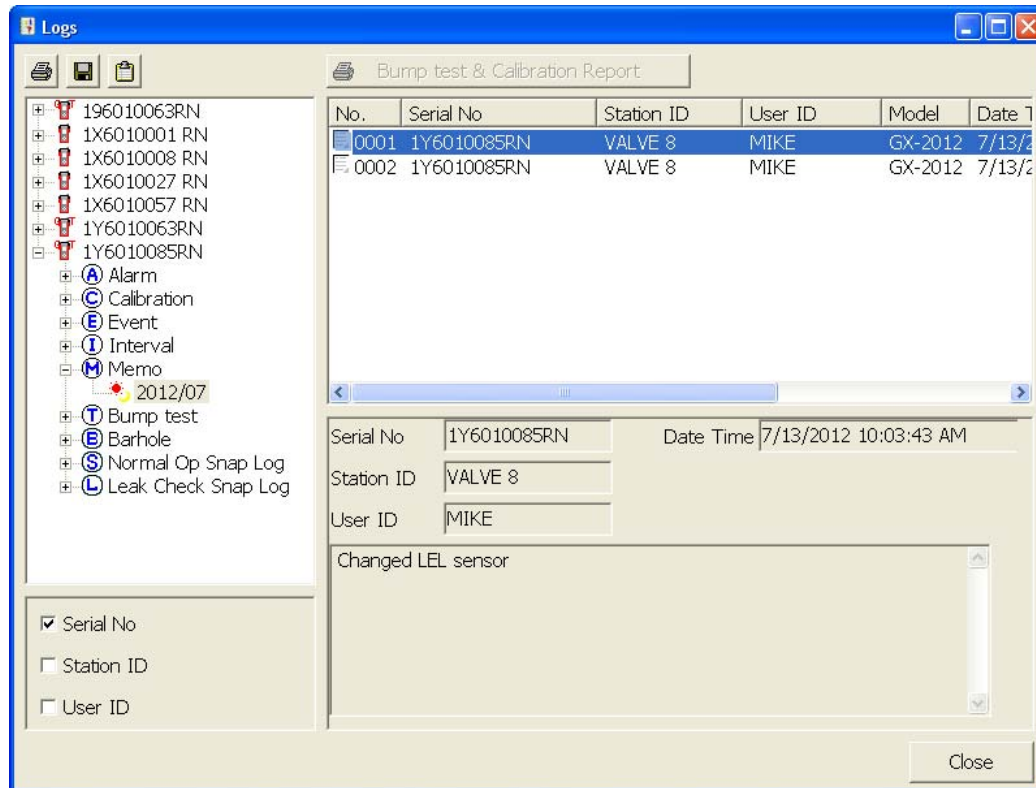 Logs
Bump test & Calibration Report
196010063RN
1X6010001 RN
1X6010008 RN
1X6010027 RN
1X6010057 RN
1Y6010063RN
1Y6010085RN
A Alarm
C Calibration
E Event
I Interval
M Memo
2012/07
T Bump test
B Barhole
S Normal Op Snap Log
L Leak Check Snap Log
Serial No
Station ID
User ID
No. Serial No Station ID User ID Model Date T
0001 1Y6010085RN VALVE 8 MIKE GX-2012 7/13/2
0002 1Y6010085RN VALVE 8 MIKE GX-2012 7/13/2
Serial No 1Y6010085RN Date Time 7/13/2012 10:03:43 AM
Station ID VALVE 8
User ID MIKE
Changed LEL sensor
Close